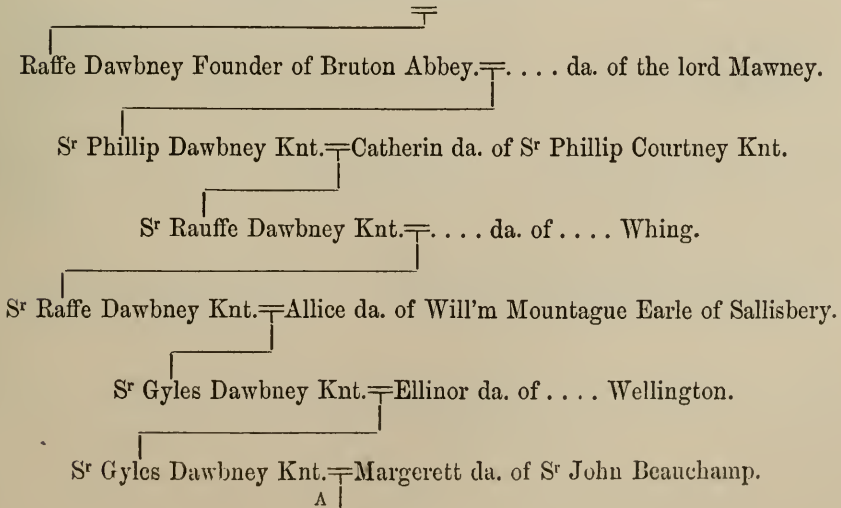 Raffe Dawbney Founder of Bruton Abbey.╤. . . . da. of the lord Mawney.
Sʳ Phillip Dawbney Knt.╤Catherin da. of Sʳ Phillip Courtney Knt.
Sʳ Rauffe Dawbney Knt.╤. . . . da. of . . . . Whing.
Sʳ Raffe Dawbney Knt.╤Allice da. of Will'm Mountague Earle of Sallisbery.
Sʳ Gyles Dawbney Knt.╤Ellinor da. of . . . . Wellington.
Sʳ Gyles Dawbney Knt.╤Margerett da. of Sʳ John Beauchamp.
A